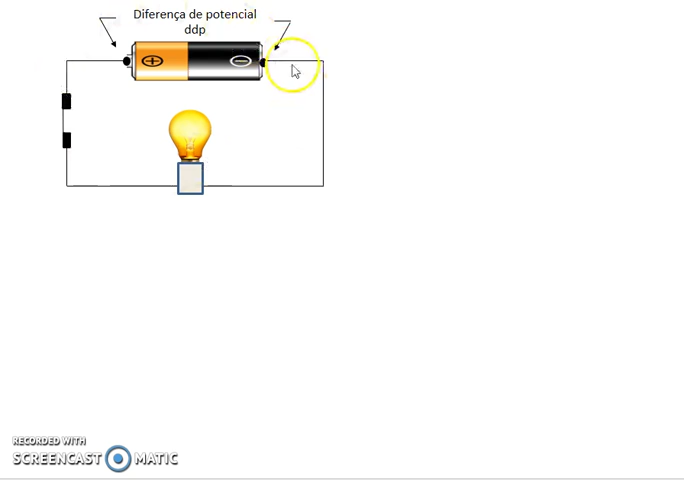 Diferença de potencial
ddp
RECORDED WITH
SCREENCAST MATIC